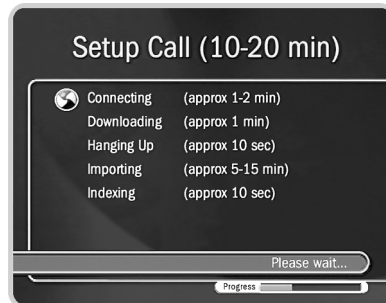 Setup Call (10-20 min)
Connecting (approx 1-2 min)
Downloading (approx 1 min)
Hanging Up (approx 10 sec)
Importing (approx 5-15 min)
Indexing (approx 10 sec)
Please wait...
Progress